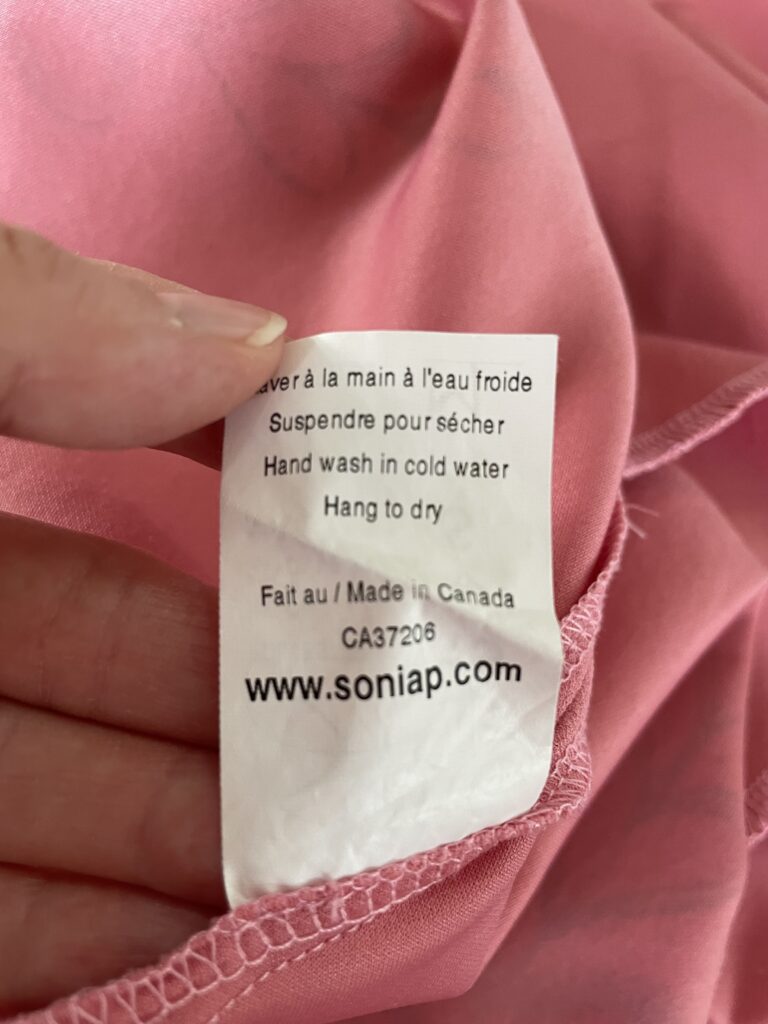 aver à la main à l'eau froide
Suspendre pour sécher
Hand wash in cold water
Hang to dry
Fait au / Made in Canada
CA37206
www.soniap.com